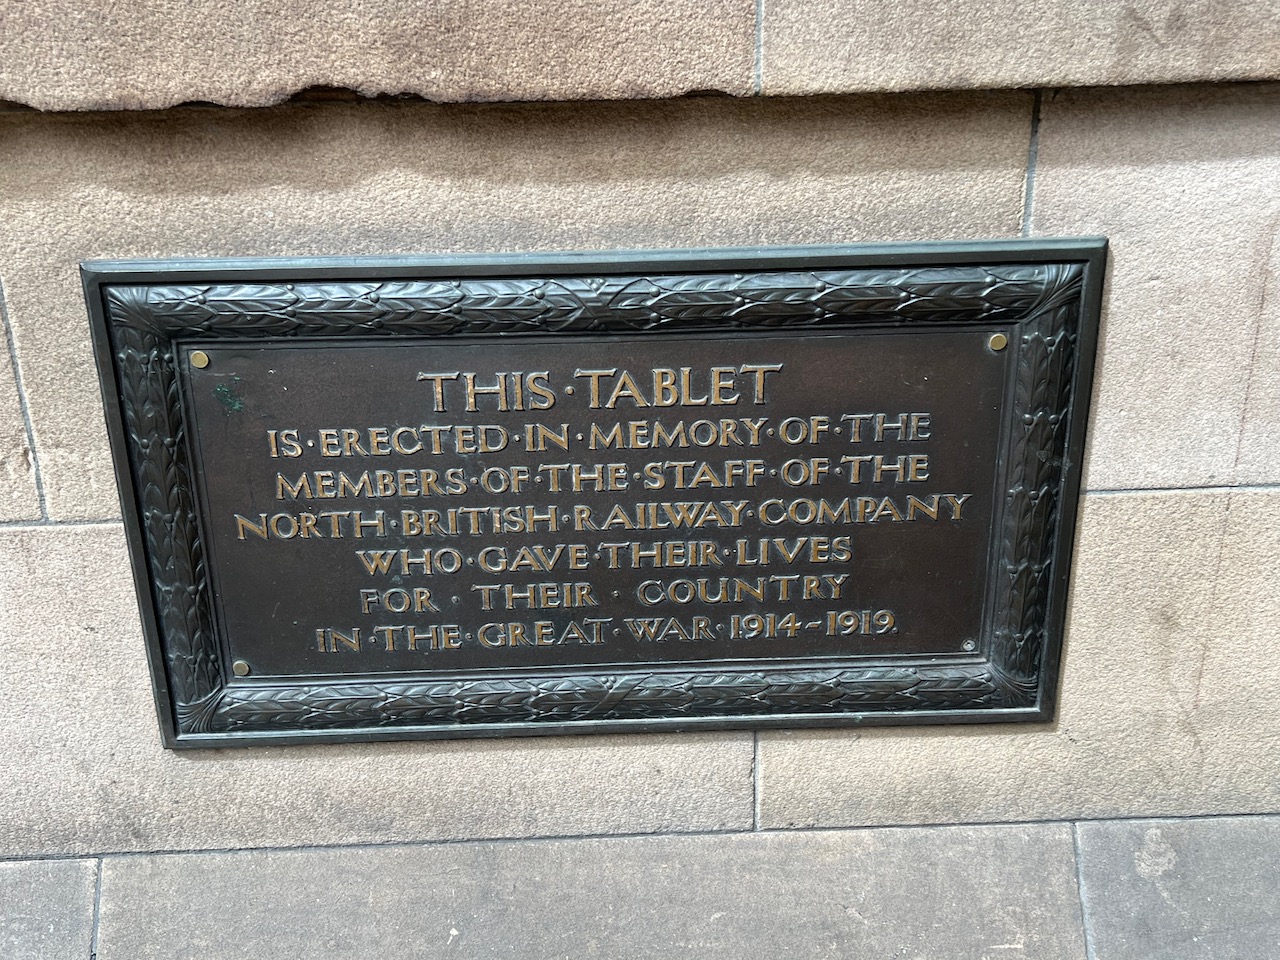 THIS·TABLET
IS·ERECTED·IN·MEMORY·OF·THE
MEMBERS·OF·THE·STAFF·OF·THE
NORTH·BRITISH·RAILWAY·COMPANY
WHO·GAVE·THEIR·LIVES
FOR·THEIR·COUNTRY
IN·THE·GREAT·WAR·1914-1919.